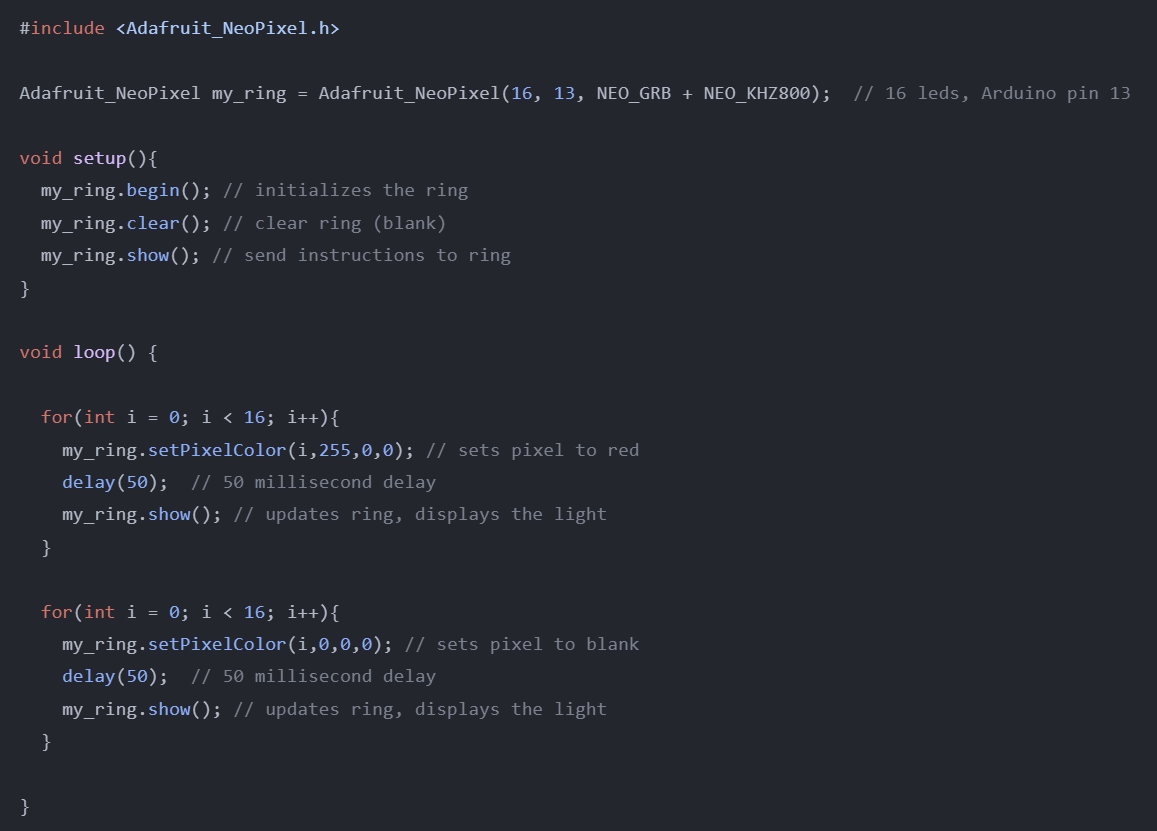 #include <Adafruit_NeoPixel.h>
Adafruit_NeoPixel my_ring = Adafruit_NeoPixel(16, 13, NEO_GRB + NEO_KHZ800);  // 16 leds, Arduino pin 13
void setup(){
  my_ring.begin(); // initializes the ring
  my_ring.clear(); // clear ring (blank)
  my_ring.show(); // send instructions to ring
}
void loop() {
  for(int i = 0; i < 16; i++){
    my_ring.setPixelColor(i,255,0,0); // sets pixel to red
    delay(50);  // 50 millisecond delay
    my_ring.show(); // updates ring, displays the light
  }
  for(int i = 0; i < 16; i++){
    my_ring.setPixelColor(i,0,0,0); // sets pixel to blank
    delay(50);  // 50 millisecond delay
    my_ring.show(); // updates ring, displays the light
  }
}